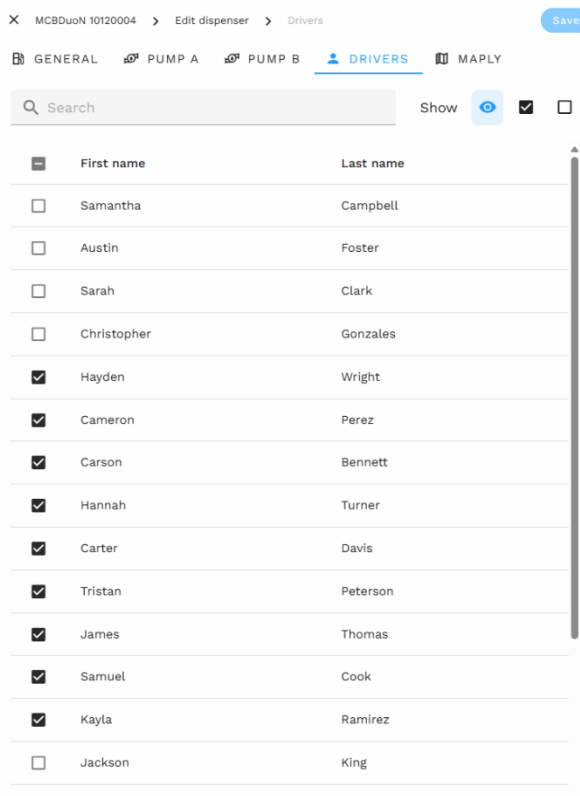 MCBDuoN 10120004 > Edit dispenser > Drivers Save
GENERAL PUMP A PUMP B DRIVERS MAPLY
Search Show
First name Last name
Samantha Campbell
Austin Foster
Sarah Clark
Christopher Gonzales
Hayden Wright
Cameron Perez
Carson Bennett
Hannah Turner
Carter Davis
Tristan Peterson
James Thomas
Samuel Cook
Kayla Ramirez
Jackson King